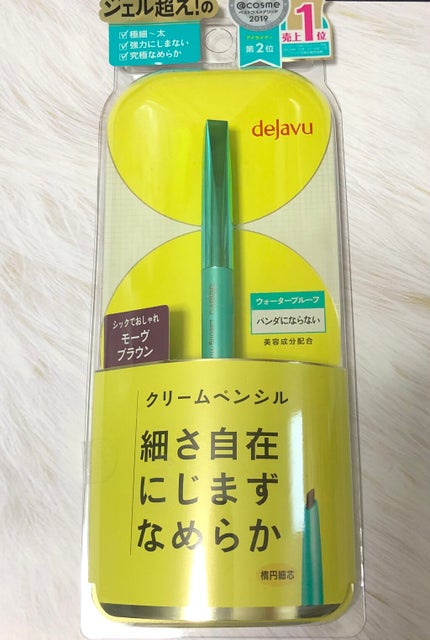 ジェル超え!の
極細〜太
強力にじまない
究極なめらか
@cosme
ベストコスメアワード
2019
アイライナー
第2位
売上1位
dejavu
ウォータープルーフ
パンダにならない
美容成分配合
シックでおしゃれ
モーヴ
ブラウン
クリームペンシル
細さ自在
にじまず
なめらか
楕円細芯